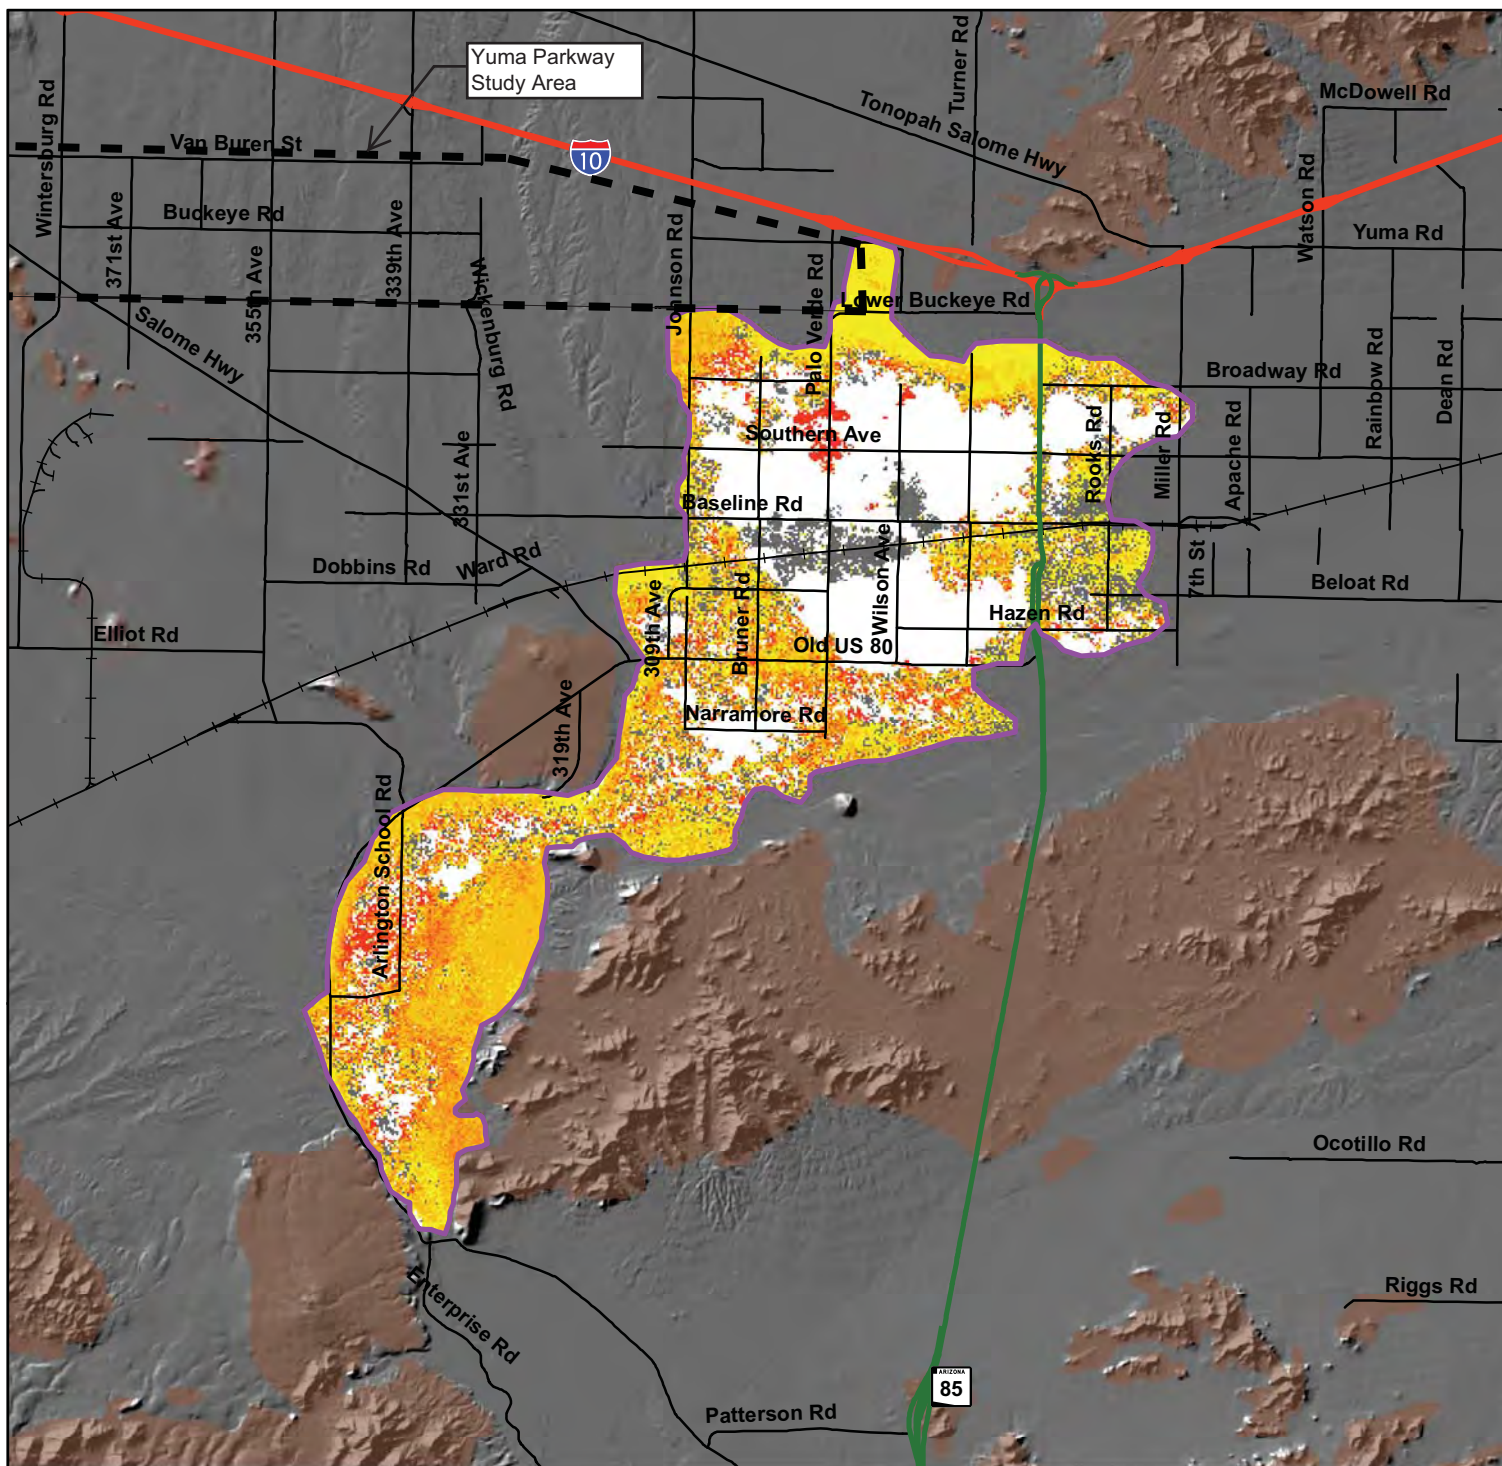 Yuma Parkway
Study Area
Turner Rd
McDowell Rd
Tonopah Salome Hwy
Wintersburg Rd
Van Buren St
10
Watson Rd
Buckeye Rd
371st Ave
339th Ave
355th Ave
Johnson Rd
Yuma Rd
Palo Verde Rd
Lower Buckeye Rd
Wickenburg Rd
Salome Hwy
Broadway Rd
Rainbow Rd
Dean Rd
Southern Ave
Rooks Rd
Miller Rd
Apache Rd
331st Ave
Baseline Rd
Wilson Ave
7th St
Ward Rd
Dobbins Rd
Beloat Rd
309th Ave
Bruner Rd
Hazen Rd
Elliot Rd
Old US 80
319th Ave
Narramore Rd
Arlington School Rd
Ocotillo Rd
Enterprise Rd
Riggs Rd
ARIZONA
85
Patterson Rd